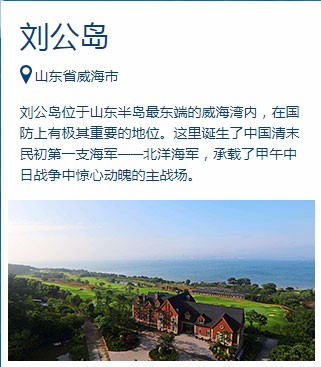 刘公岛
山东省威海市
刘公岛位于山东半岛最东端的威海湾内，在国
防上有极其重要的地位。这里诞生了中国清末
民初第一支海军——北洋海军，承载了甲午中
日战争中惊心动魄的主战场。